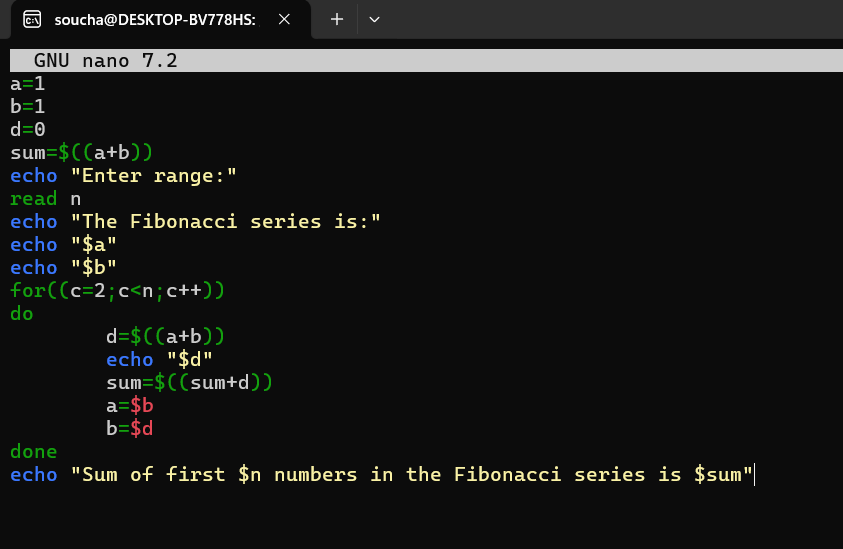 soucha@DESKTOP-BV778HS:
GNU nano 7.2
a=1
b=1
d=0
sum=$((a+b))
echo "Enter range:"
read n
echo "The Fibonacci series is:"
echo "$a"
echo "$b"
for((c=2;c<n;c++))
do
        d=$((a+b))
        echo "$d"
        sum=$((sum+d))
        a=$b
        b=$d
done
echo "Sum of first $n numbers in the Fibonacci series is $sum"